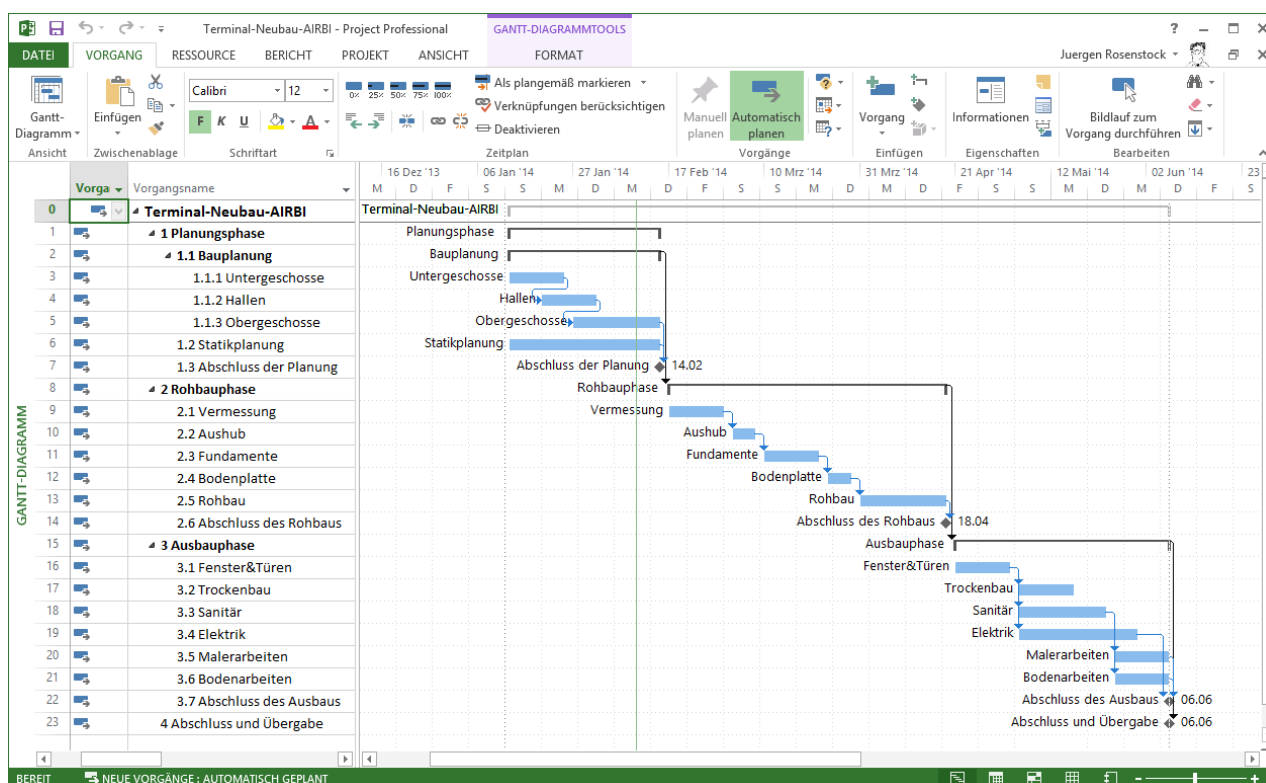 Terminal-Neubau-AIRBI - Project Professional
GANTT-DIAGRAMMTOOLS
?
DATEI VORGANG RESSOURCE BERICHT PROJEKT ANSICHT FORMAT
Juergen Rosenstock
Gantt-
Diagramm
Ansicht
Einfügen
Zwischenablage
Calibri 12
F K U A
Schriftart
0% 25% 50% 75% 100%
Als plangemäß markieren
Verknüpfungen berücksichtigen
Deaktivieren
Zeitplan
Manuell
planen
Automatisch
planen
Vorgänge
Vorgang
Einfügen
Informationen
Eigenschaften
Bildlauf zum
Vorgang durchführen
Bearbeiten
16 Dez '13 06 Jan '14 27 Jan '14 17 Feb '14 10 Mrz '14 31 Mrz '14 21 Apr '14 12 Mai '14 02 Jun '14 23
Vorga Vorgangsname
M D F S S M D M D F S S M D M D F S S M D M D F S
0 Terminal-Neubau-AIRBI Terminal-Neubau-AIRBI
1 1 Planungsphase Planungsphase
2 1.1 Bauplanung Bauplanung
3 1.1.1 Untergeschosse Untergeschosse
4 1.1.2 Hallen Hallen
5 1.1.3 Obergeschosse Obergeschosse
6 1.2 Statikplanung Statikplanung
7 1.3 Abschluss der Planung Abschluss der Planung 14.02
8 2 Rohbauphase Rohbauphase
9 2.1 Vermessung Vermessung
10 2.2 Aushub Aushub
11 2.3 Fundamente Fundamente
12 2.4 Bodenplatte Bodenplatte
13 2.5 Rohbau Rohbau
14 2.6 Abschluss des Rohbaus Abschluss des Rohbaus 18.04
15 3 Ausbauphase Ausbauphase
16 3.1 Fenster&Türen Fenster&Türen
17 3.2 Trockenbau Trockenbau
18 3.3 Sanitär Sanitär
19 3.4 Elektrik Elektrik
20 3.5 Malerarbeiten Malerarbeiten
21 3.6 Bodenarbeiten Bodenarbeiten
22 3.7 Abschluss des Ausbaus Abschluss des Ausbaus 06.06
23 4 Abschluss und Übergabe Abschluss und Übergabe 06.06
GANTT-DIAGRAMM
BEREIT NEUE VORGÄNGE : AUTOMATISCH GEPLANT